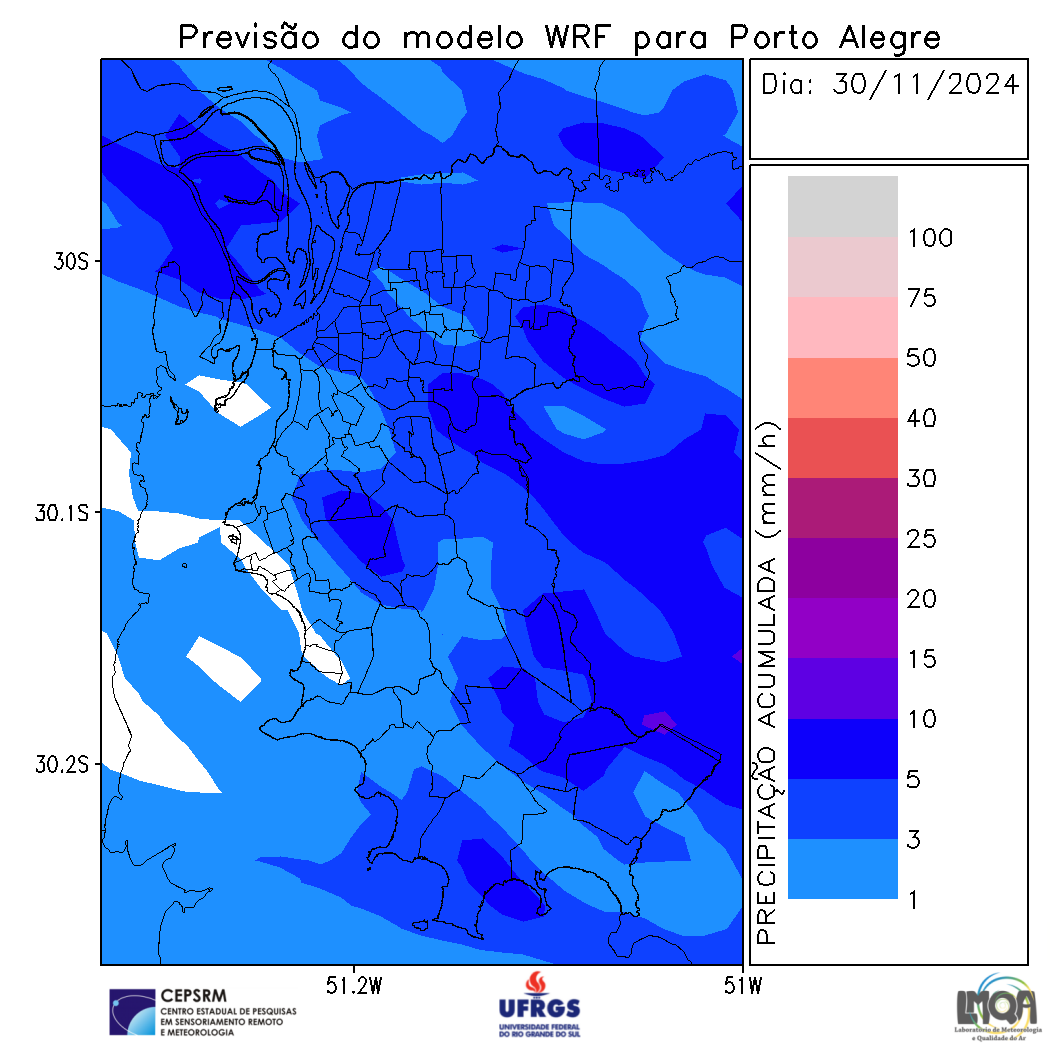 Previsão do modelo WRF para Porto Alegre
Dia: 30/11/2024
30S
30.1S
30.2S
51.2W
51W
PRECIPITAÇÃO ACUMULADA (mm/h)
100
75
50
40
30
25
20
15
10
5
3
1
CEPSRM
CENTRO ESTADUAL DE PESQUISAS
EM SENSORIAMENTO REMOTO
E METEOROLOGIA
UFRGS
UNIVERSIDADE FEDERAL
DO RIO GRANDE DO SUL
LMQA
Laboratório de Meteorologia
e Qualidade do Ar